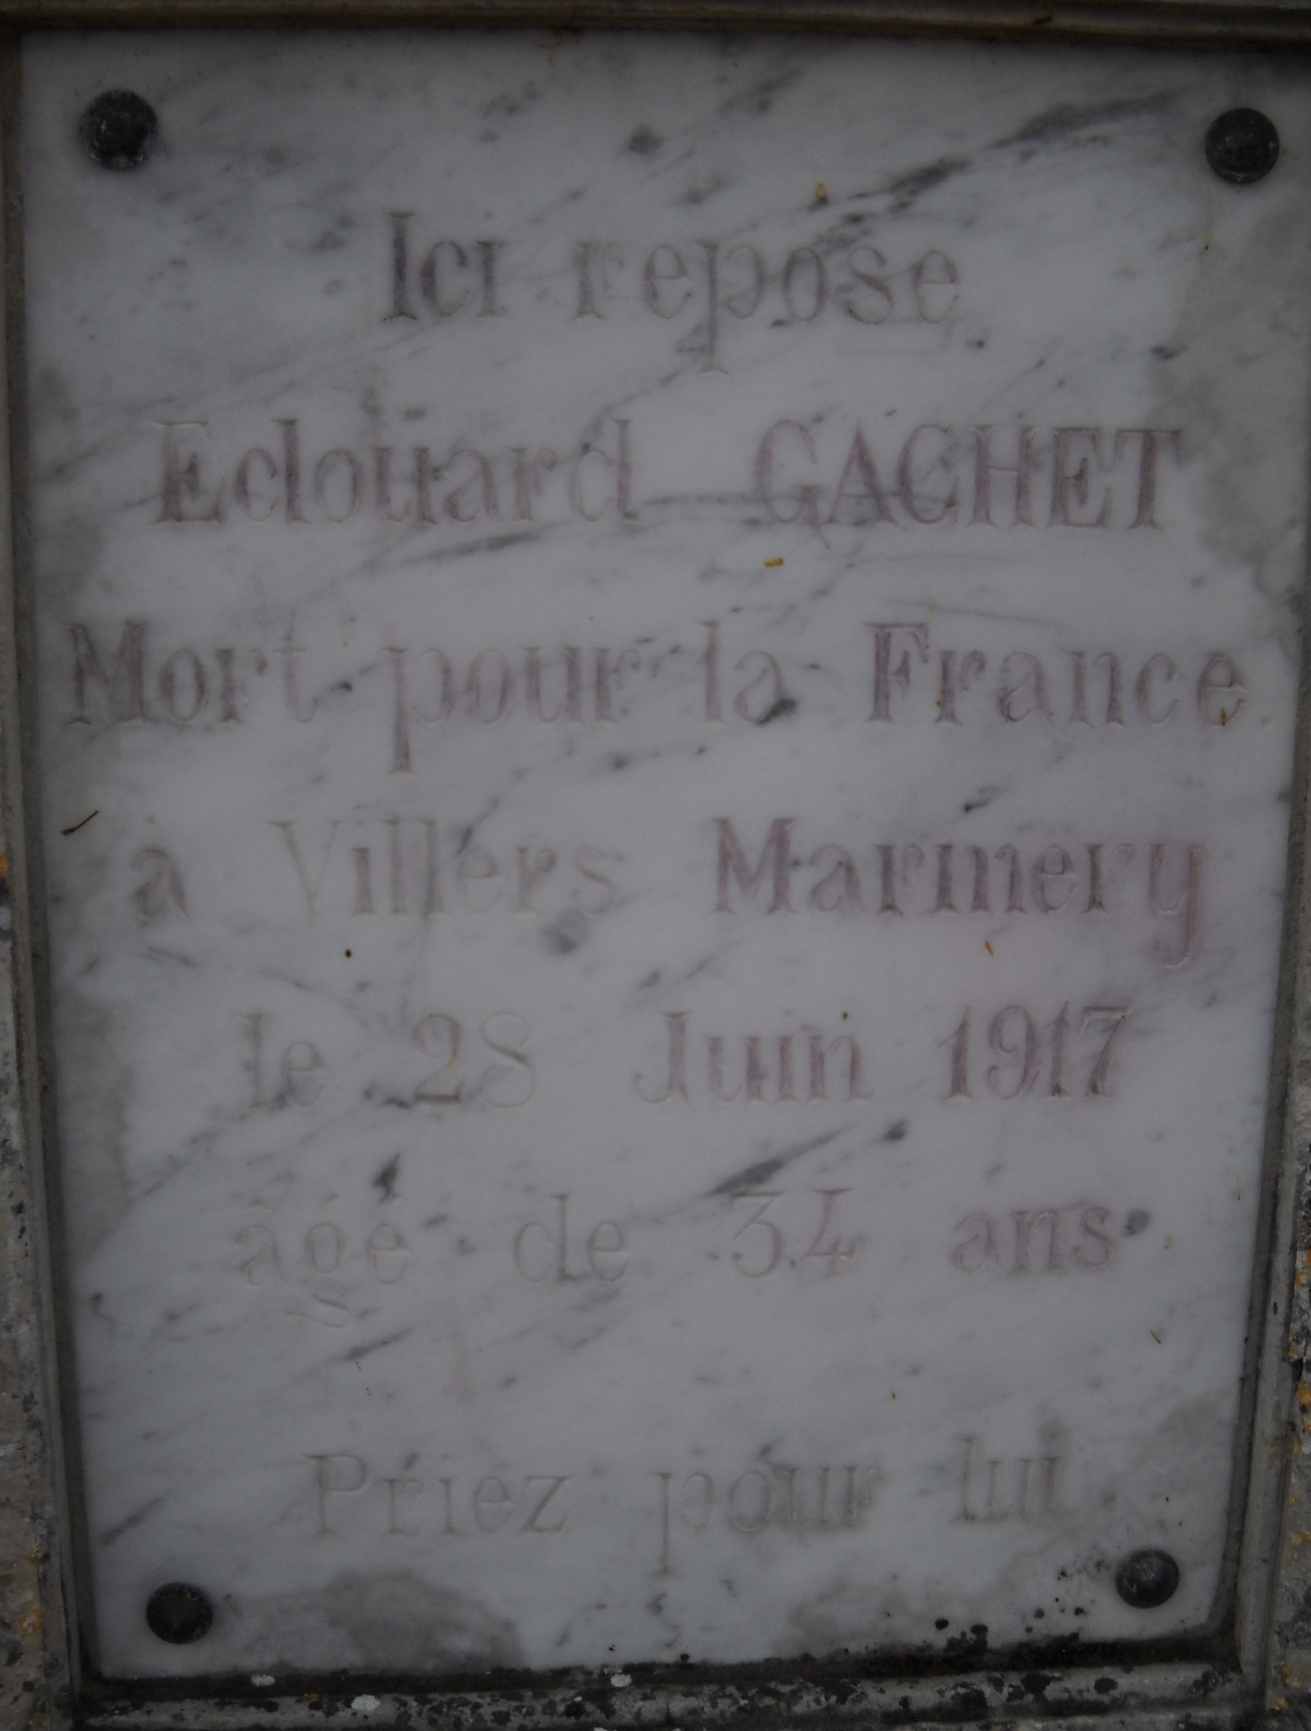 Ici repose
Edouard GACHET
Mort pour la France
à Villers Marmery
le 28 Juin 1917
âgé de 34 ans
Priez pour lui